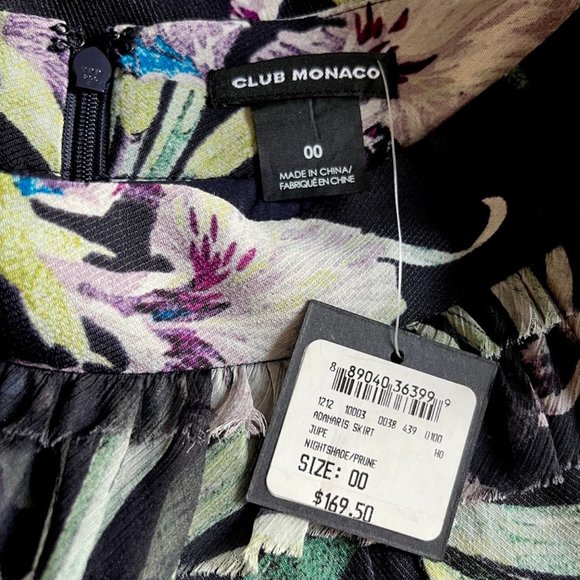 CLUB MONACO
00
MADE IN CHINA/
FABRIQUÉ EN CHINE
8 89040 36399 9
1212 10003 0038 439 U100
ADAHARIS SKIRT HO
JUPE
NIGHTSHADE/PRUNE
SIZE: 00
$169.50